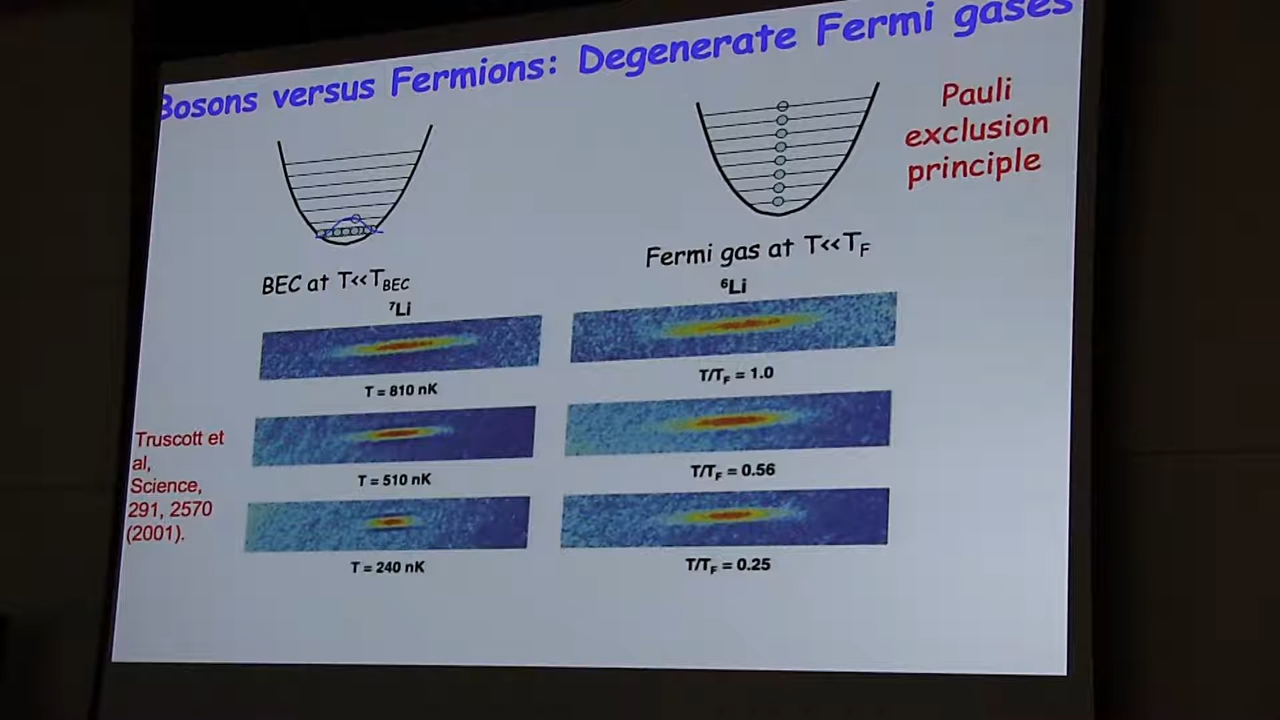 Bosons versus Fermions: Degenerate Fermi gases
Pauli
exclusion
principle
BEC at T<<T_BEC
Fermi gas at T<<T_F
⁷Li
⁶Li
T = 810 nK
T/T_F = 1.0
T = 510 nK
T/T_F = 0.56
T = 240 nK
T/T_F = 0.25
Truscott et
al,
Science,
291, 2570
(2001).